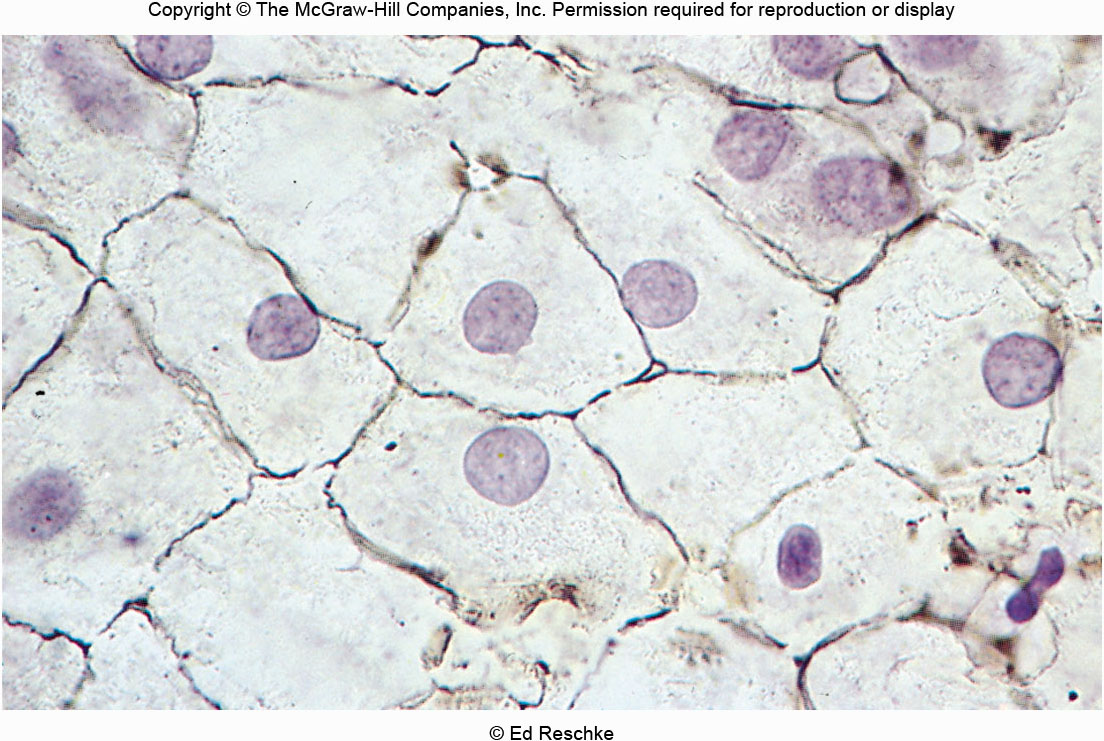 Copyright © The McGraw-Hill Companies, Inc. Permission required for reproduction or display
© Ed Reschke